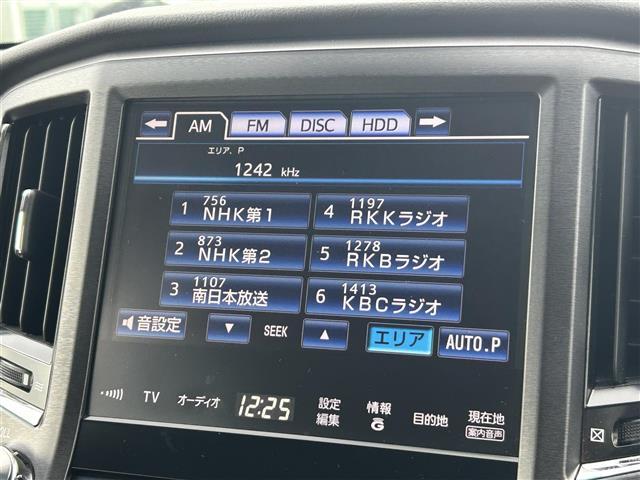 AM FM DISC HDD
エリア.P
1242 kHz
756
1 NHK第1
1197
4 RKKラジオ
873
2 NHK第2
1278
5 RKBラジオ
1107
3 南日本放送
1413
6 KBCラジオ
音設定 ▼ SEEK ▲ エリア AUTO.P
TV オーディオ 12:25 設定 編集 情報 G 目的地 現在地 案内音声